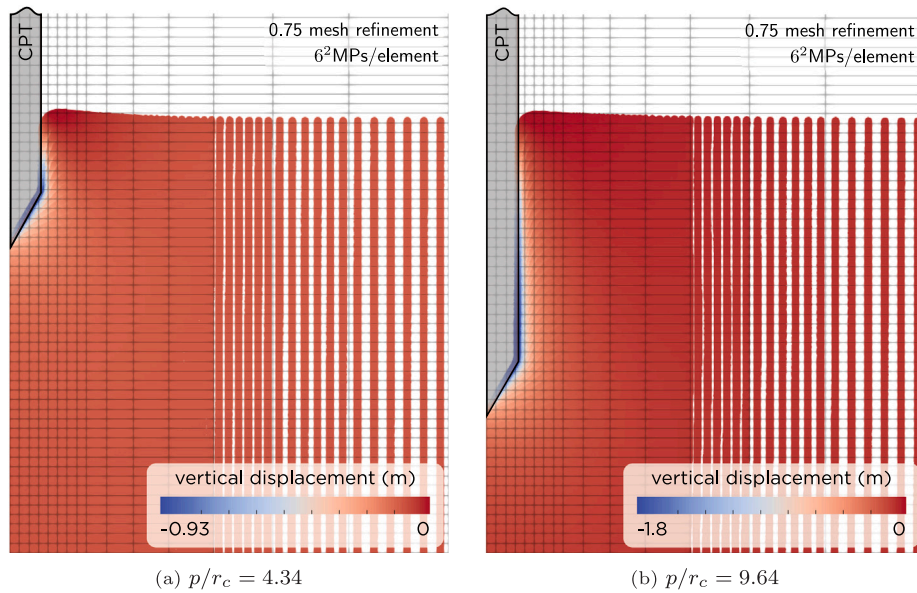 CPT
0.75 mesh refinement
6²MPs/element
vertical displacement (m)
-0.93 0
(a) p/r_c = 4.34
CPT
0.75 mesh refinement
6²MPs/element
vertical displacement (m)
-1.8 0
(b) p/r_c = 9.64